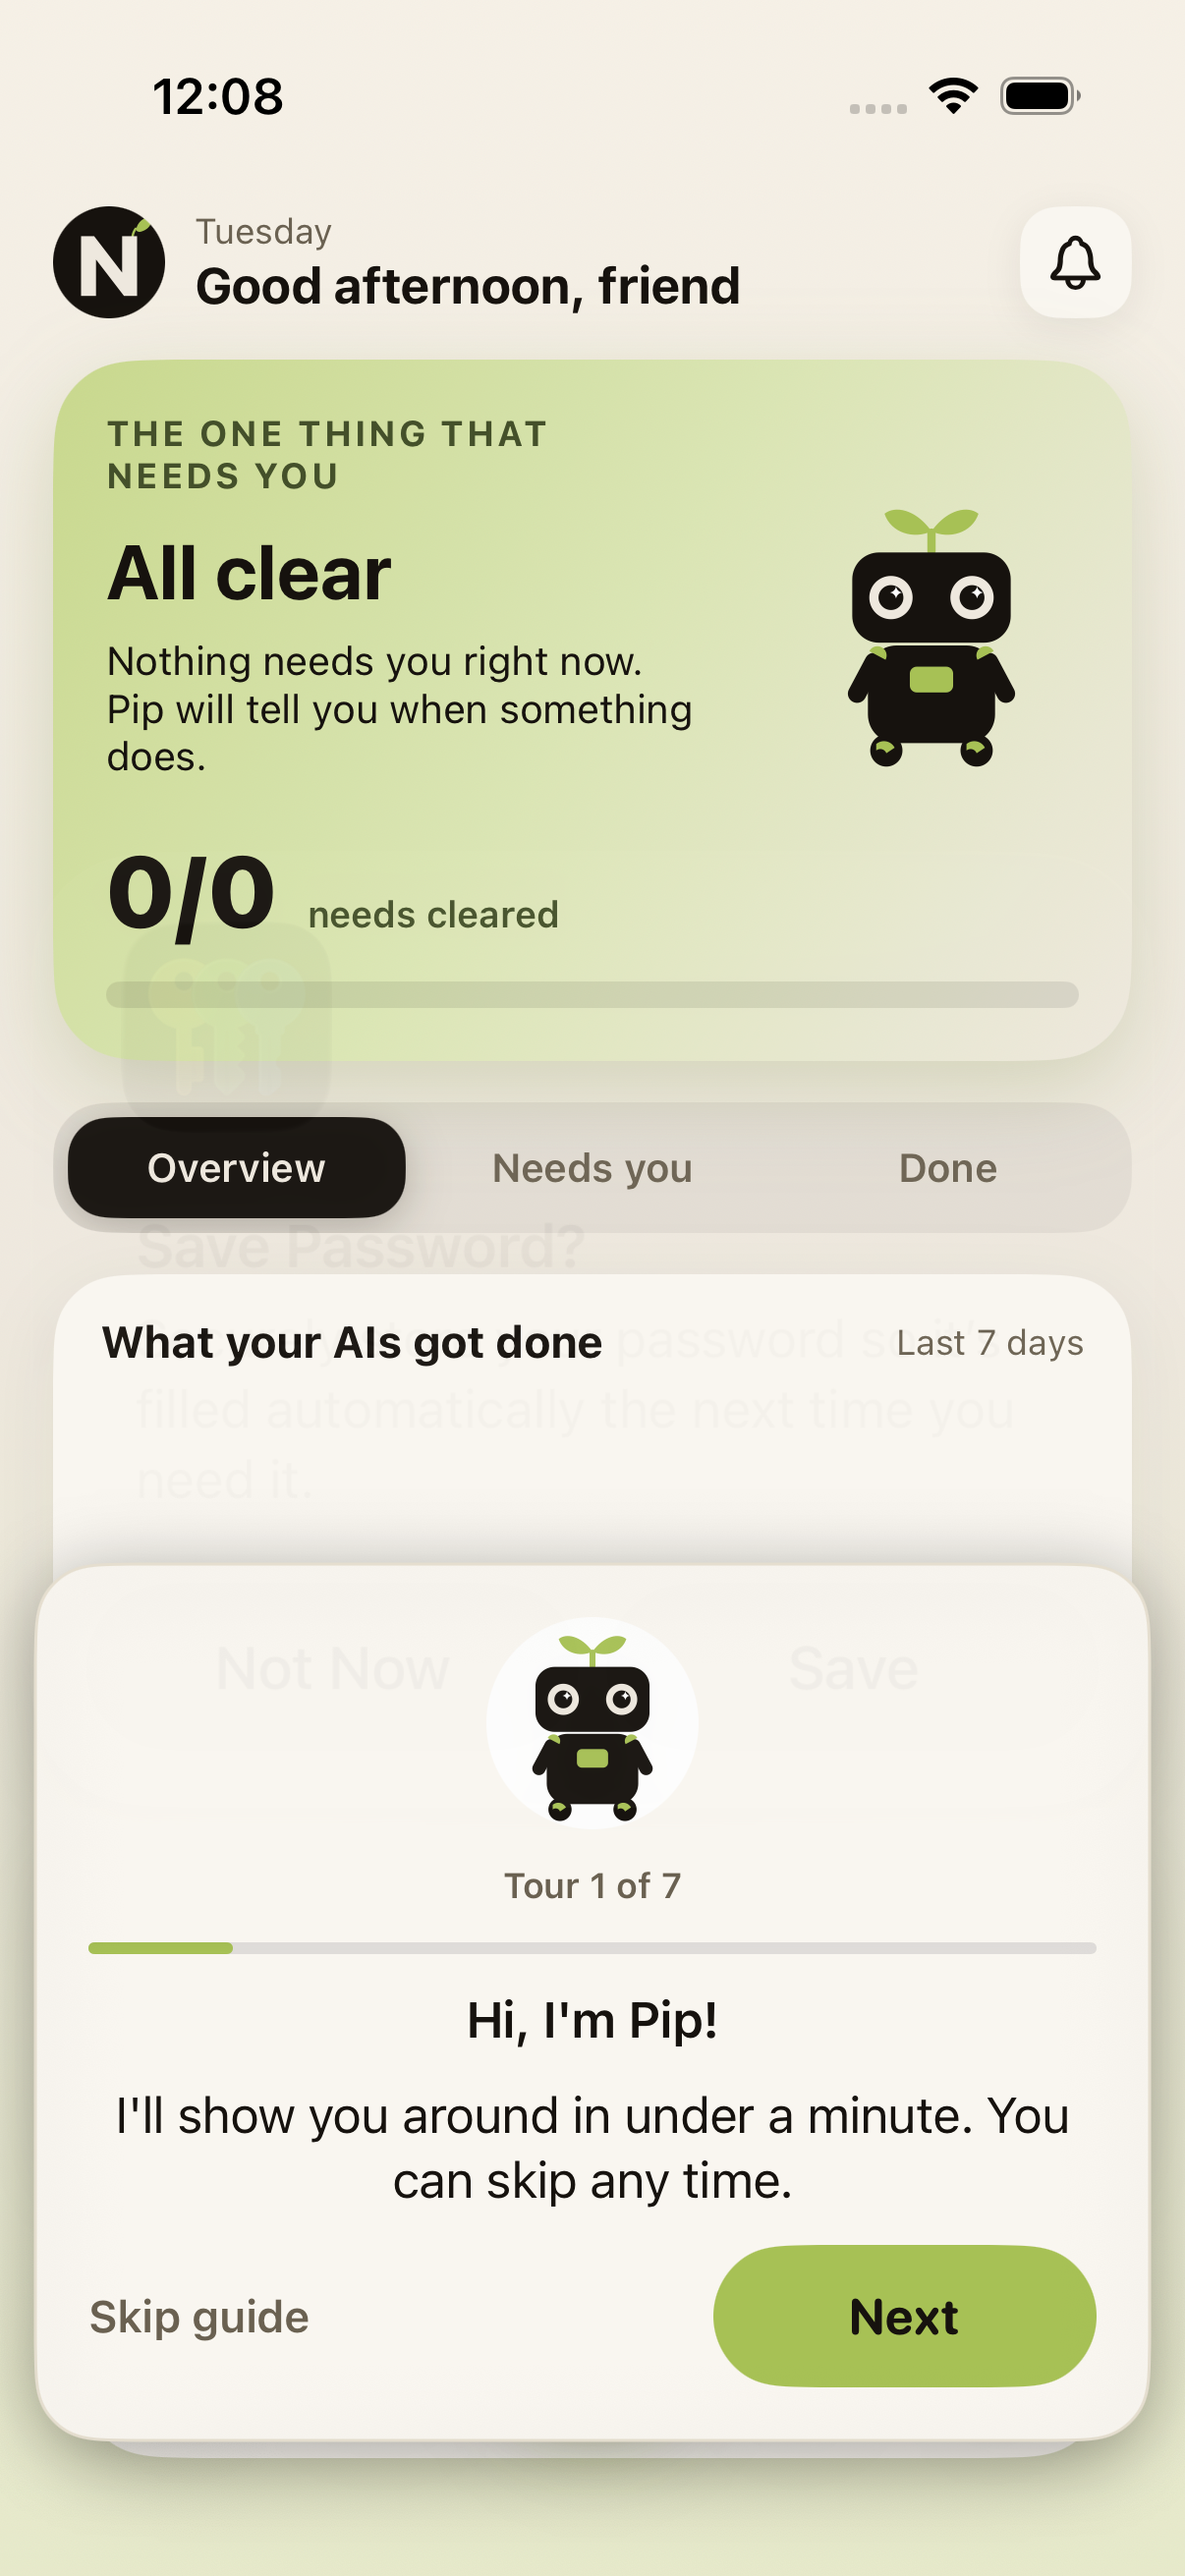 12:08
N
Tuesday
Good afternoon, friend
THE ONE THING THAT
NEEDS YOU
All clear
Nothing needs you right now.
Pip will tell you when something
does.
0/0 needs cleared
Overview Needs you Done
Save Password?
What your AIs got done Last 7 days
password so it's
filled automatically the next time you
need it.
Not Now Save
Tour 1 of 7
Hi, I'm Pip!
I'll show you around in under a minute. You
can skip any time.
Skip guide Next